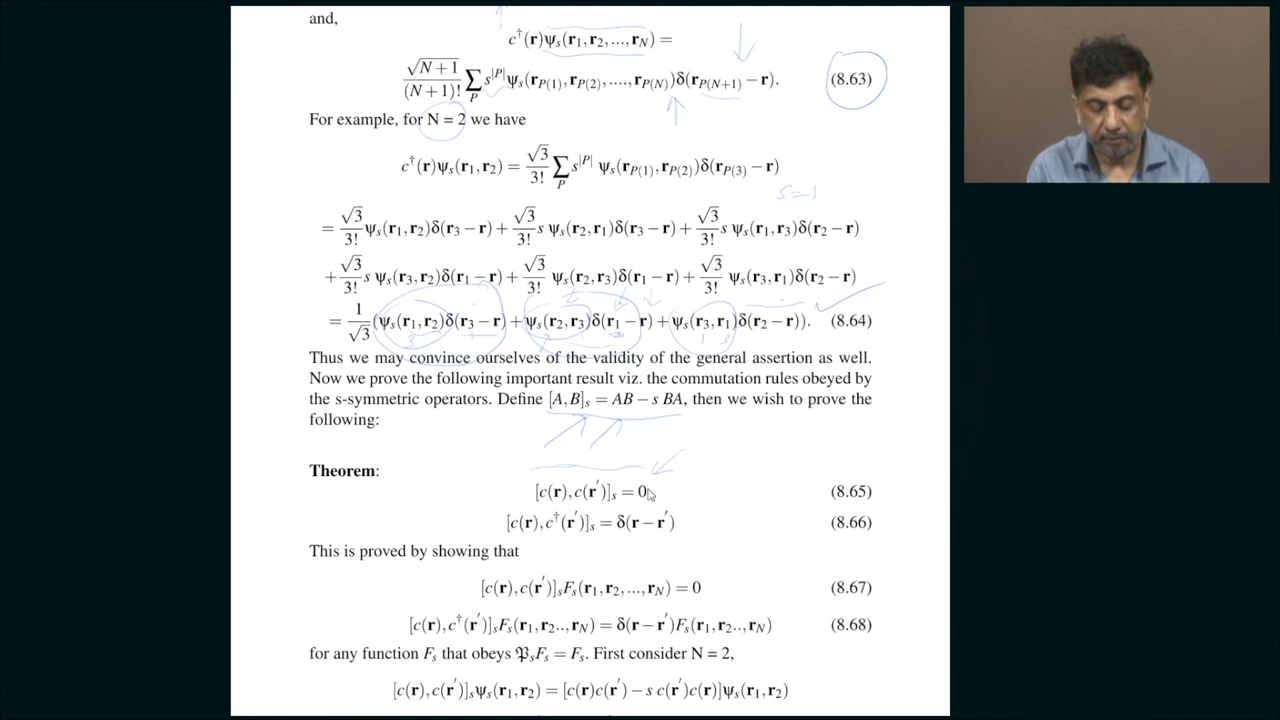 and,
c†(r)ψs(r1, r2, ..., rN) =
√N+1/(N+1)! ∑P s|P| ψs(rP(1), rP(2), ...., rP(N))δ(rP(N+1) − r). (8.63)
For example, for N = 2 we have
c†(r)ψs(r1, r2) = √3/3! ∑P s|P| ψs(rP(1), rP(2))δ(rP(3) − r)
s=1
= √3/3! ψs(r1, r2)δ(r3 − r) + √3/3! s ψs(r2, r1)δ(r3 − r) + √3/3! s ψs(r1, r3)δ(r2 − r)
+ √3/3! s ψs(r3, r2)δ(r1 − r) + √3/3! ψs(r2, r3)δ(r1 − r) + √3/3! ψs(r3, r1)δ(r2 − r)
= 1/√3 (ψs(r1, r2)δ(r3 − r) + ψs(r2, r3)δ(r1 − r) + ψs(r3, r1)δ(r2 − r)). (8.64)
Thus we may convince ourselves of the validity of the general assertion as well.
Now we prove the following important result viz. the commutation rules obeyed by
the s-symmetric operators. Define [A, B]s = AB − s BA, then we wish to prove the
following:
Theorem:
[c(r), c(r′)]s = 0 (8.65)
[c(r), c†(r′)]s = δ(r − r′) (8.66)
This is proved by showing that
[c(r), c(r′)]sFs(r1, r2, ..., rN) = 0 (8.67)
[c(r), c†(r′)]sFs(r1, r2.., rN) = δ(r − r′)Fs(r1, r2.., rN) (8.68)
for any function Fs that obeys 𝔓sFs = Fs. First consider N = 2,
[c(r), c(r′)]sψs(r1, r2) = [c(r)c(r′) − s c(r′)c(r)]ψs(r1, r2)